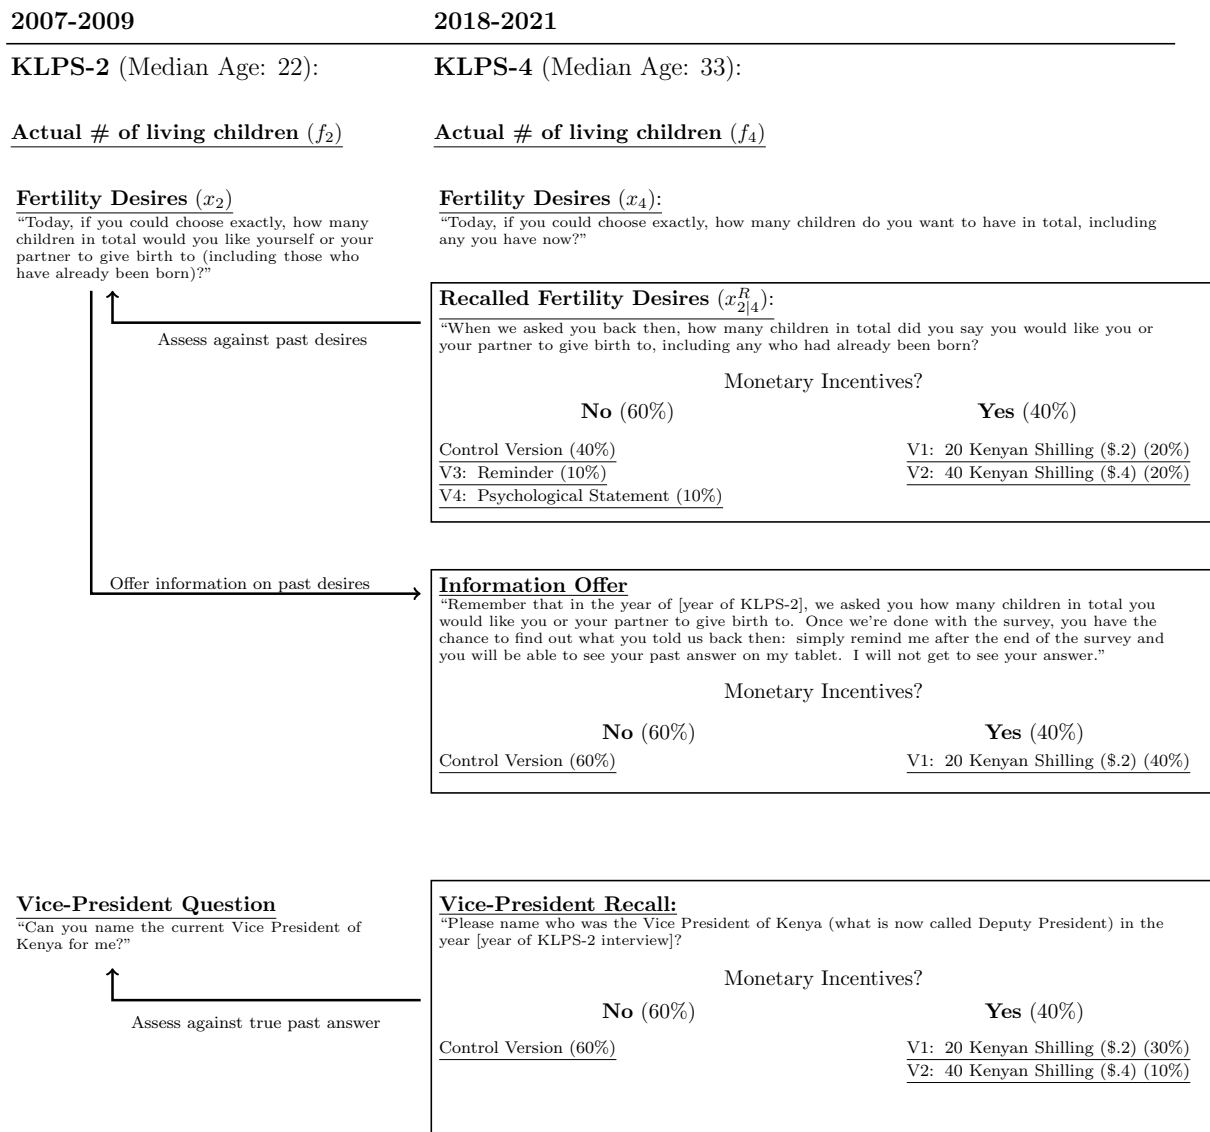 2007-2009
2018-2021
KLPS-2 (Median Age: 22):
KLPS-4 (Median Age: 33):
Actual # of living children (f₂)
Actual # of living children (f₄)
Fertility Desires (x₂)
“Today, if you could choose exactly, how many
children in total would you like yourself or your
partner to give birth to (including those who
have already been born)?”
Fertility Desires (x₄):
“Today, if you could choose exactly, how many children do you want to have in total, including
any you have now?”
Assess against past desires
Recalled Fertility Desires (x^R_{2|4}):
“When we asked you back then, how many children in total did you say you would like you or
your partner to give birth to, including any who had already been born?
Monetary Incentives?
No (60%)
Yes (40%)
Control Version (40%)
V1: 20 Kenyan Shilling ($.2) (20%)
V3: Reminder (10%)
V2: 40 Kenyan Shilling ($.4) (20%)
V4: Psychological Statement (10%)
Offer information on past desires
Information Offer
“Remember that in the year of [year of KLPS-2], we asked you how many children in total you
would like you or your partner to give birth to. Once we’re done with the survey, you have the
chance to find out what you told us back then: simply remind me after the end of the survey and
you will be able to see your past answer on my tablet. I will not get to see your answer.”
Monetary Incentives?
No (60%)
Yes (40%)
Control Version (60%)
V1: 20 Kenyan Shilling ($.2) (40%)
Vice-President Question
“Can you name the current Vice President of
Kenya for me?”
Assess against true past answer
Vice-President Recall:
“Please name who was the Vice President of Kenya (what is now called Deputy President) in the
year [year of KLPS-2 interview]?
Monetary Incentives?
No (60%)
Yes (40%)
Control Version (60%)
V1: 20 Kenyan Shilling ($.2) (30%)
V2: 40 Kenyan Shilling ($.4) (10%)